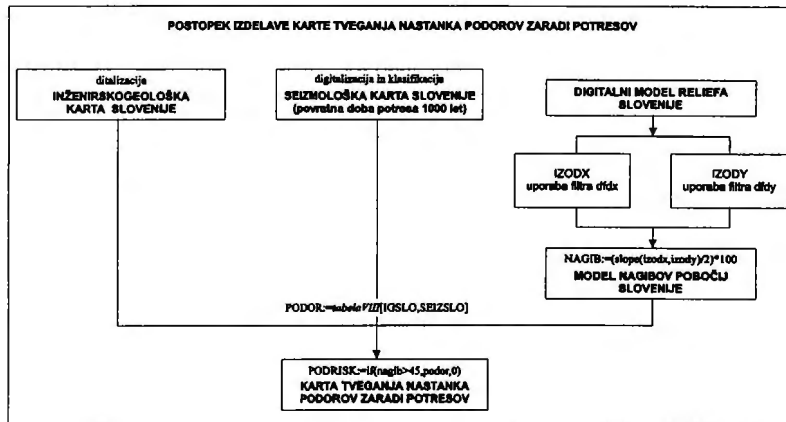 POSTOPEK IZDELAVE KARTE TVEGANJA NASTANKA PODOROV ZARADI POTRESOV
ditalizacija
INŽENIRSKOGEOLOŠKA
KARTA SLOVENIJE
digitalizacija in klasifikacija
SEIZMOLOŠKA KARTA SLOVENIJE
(povratna doba potresa 1000 let)
DIGITALNI MODEL RELIEFA
SLOVENIJE
IZODX
uporaba filtra dfdx
IZODY
uporaba filtra dfdy
NAGIB:=(slope(izodx,izody)/2)*100
MODEL NAGIBOV POBOČIJ
SLOVENIJE
PODOR:=tabelaVIII[IGSLO,SEIZSLO]
PODRISK:=if(nagib>45,podor,0)
KARTA TVEGANJA NASTANKA
PODOROV ZARADI POTRESOV